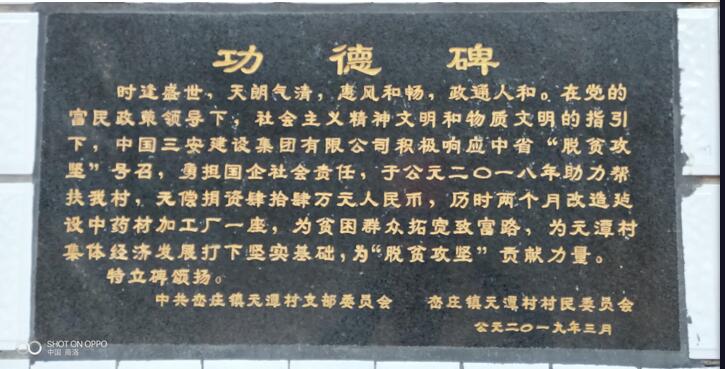 功德碑
时逢盛世，天朗气清，惠风和畅，政通人和。在党的
富民政策领导下，社会主义精神文明和物质文明的指引
下，中国三安建设集团有限公司积极响应中省“脱贫攻
坚”号召，勇担国企社会责任，于公元二〇一八年助力帮
扶我村，无偿捐资肆拾肆万元人民币，历时两个月改造建
设中药材加工厂一座，为贫困群众拓宽致富路，为元潭村
集体经济发展打下坚实基础，为“脱贫攻坚”贡献力量。
特立碑颂扬。
中共峦庄镇元潭村支部委员会 峦庄镇元潭村村民委员会
公元二〇一九年三月
SHOT ON OPPO
中国 商洛